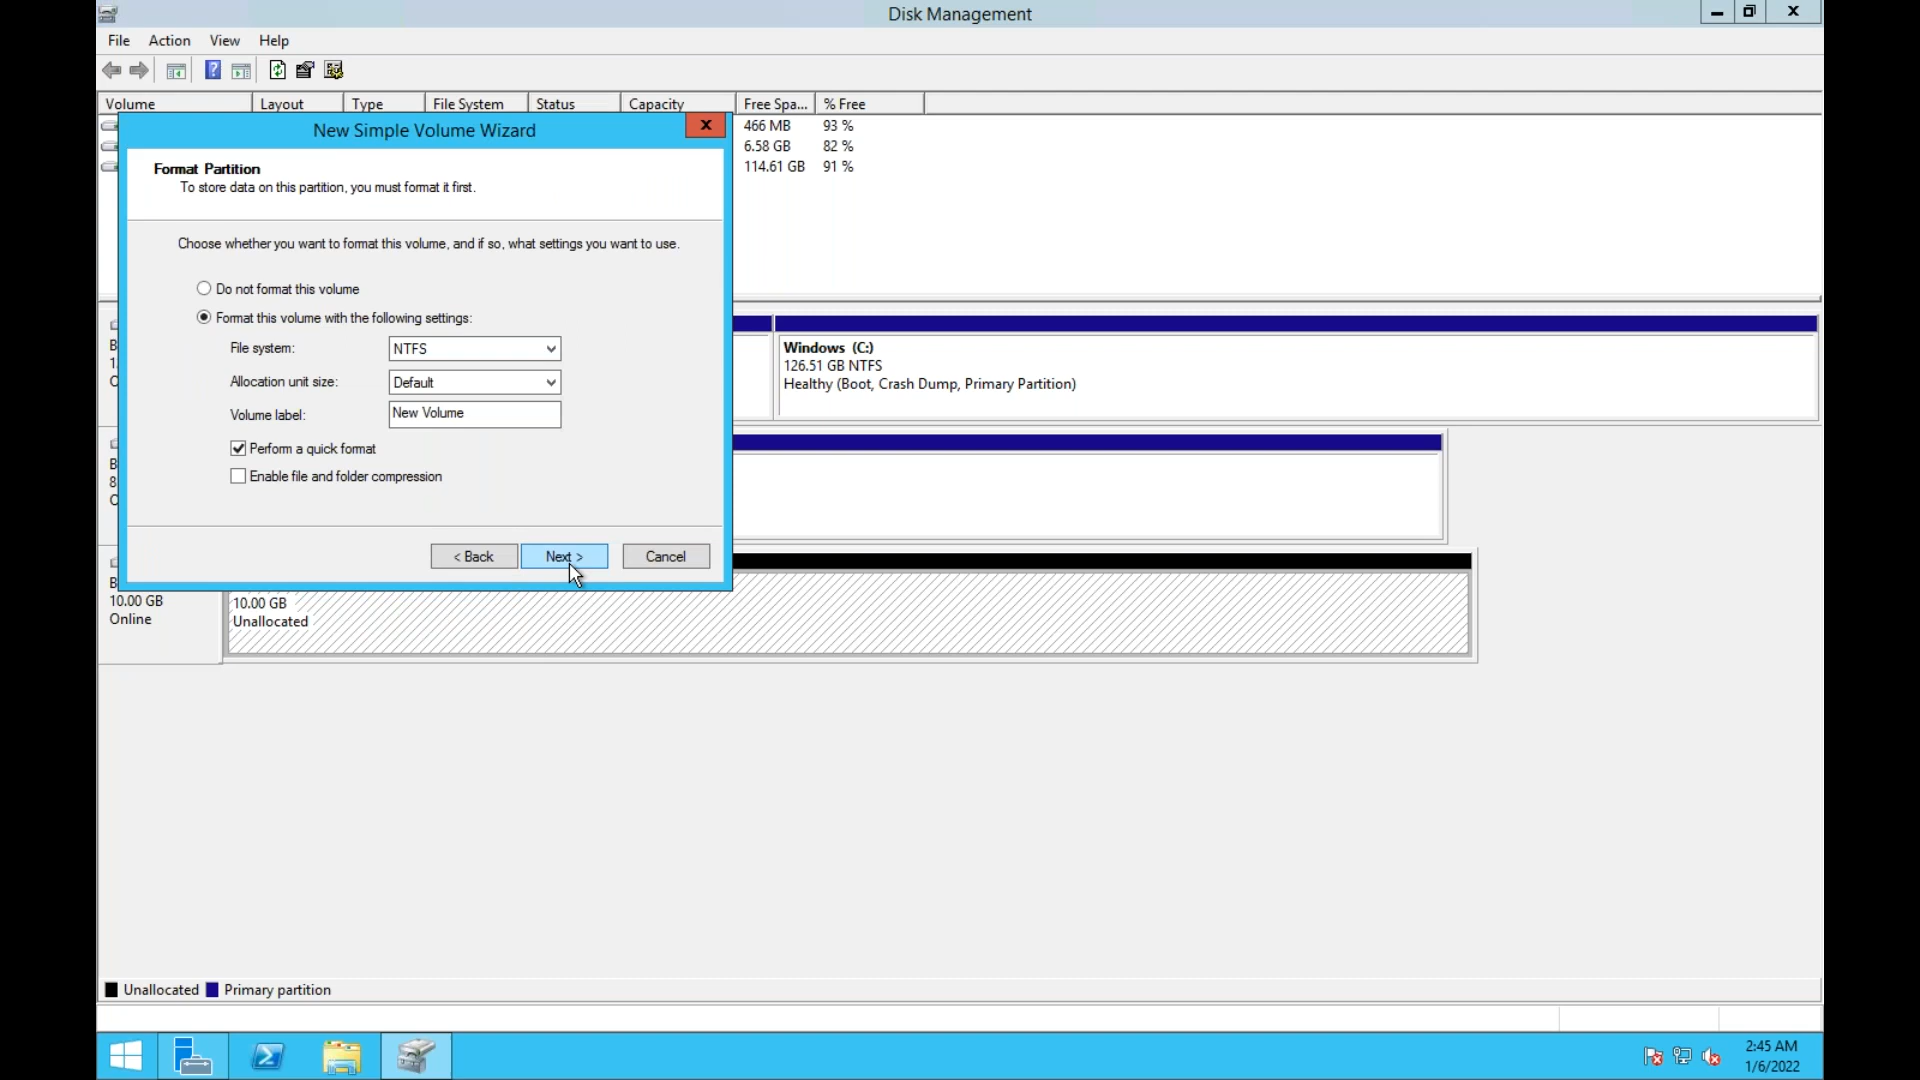 Disk Management
File Action View Help
Volume Layout Type File System Status Capacity Free Spa... % Free
466 MB 93 %
6.58 GB 82 %
114.61 GB 91 %
New Simple Volume Wizard
Format Partition
To store data on this partition, you must format it first.
Choose whether you want to format this volume, and if so, what settings you want to use.
Do not format this volume
Format this volume with the following settings:
File system: NTFS
Allocation unit size: Default
Volume label: New Volume
Perform a quick format
Enable file and folder compression
< Back Next > Cancel
Windows (C:)
126.51 GB NTFS
Healthy (Boot, Crash Dump, Primary Partition)
10.00 GB
Online
10.00 GB
Unallocated
Unallocated Primary partition
2:45 AM
1/6/2022